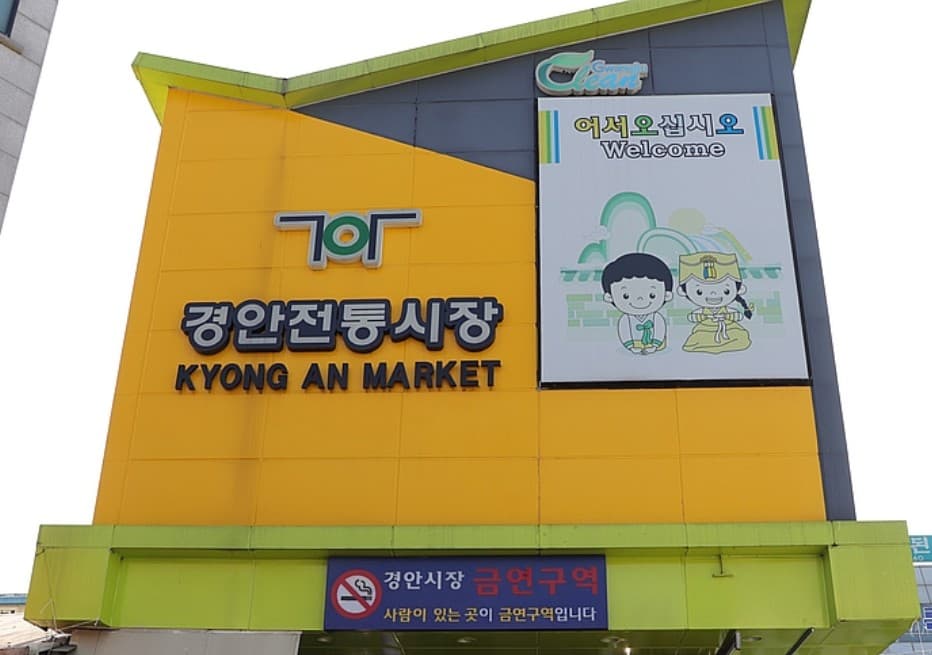 Clean
Gwangju
어서오십시오
Welcome
경안전통시장
KYONG AN MARKET
경안시장 금연구역
사람이 있는 곳이 금연구역입니다